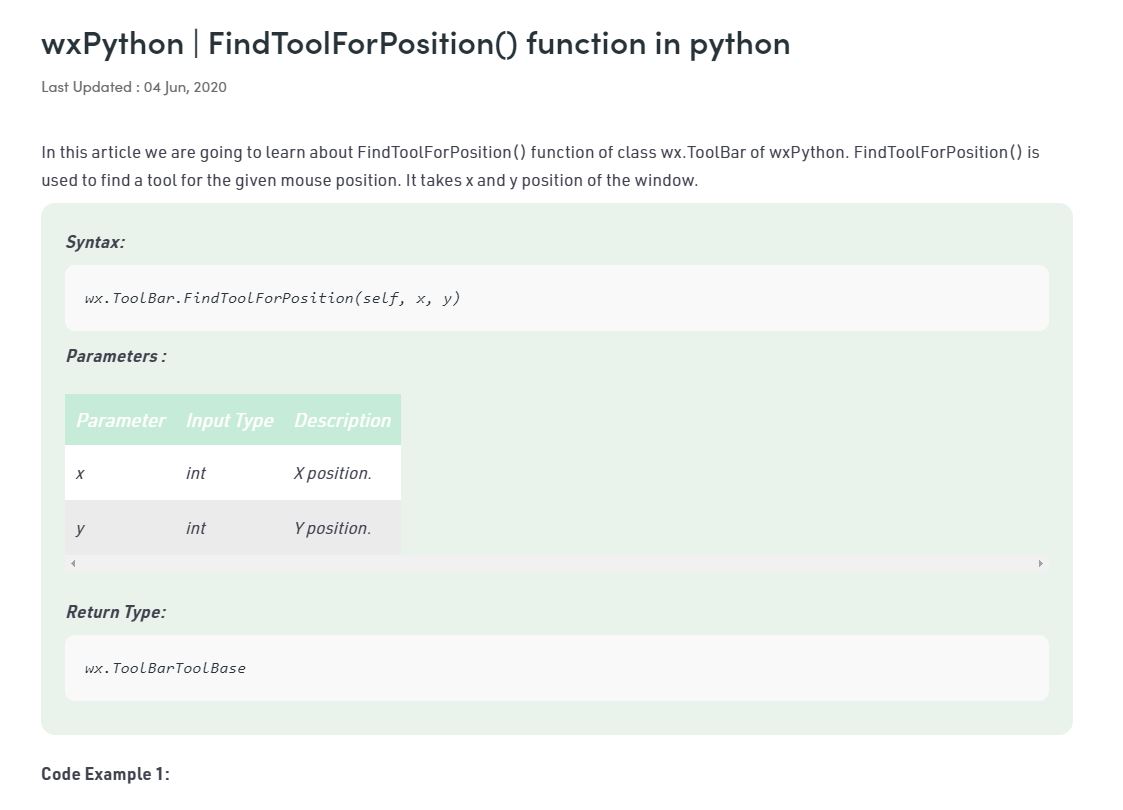 wxPython | FindToolForPosition() function in python
Last Updated : 04 Jun, 2020
In this article we are going to learn about FindToolForPosition() function of class wx.ToolBar of wxPython. FindToolForPosition() is
used to find a tool for the given mouse position. It takes x and y position of the window.
Syntax:
wx.ToolBar.FindToolForPosition(self, x, y)
Parameters :
Parameter Input Type Description
x int X position.
y int Y position.
Return Type:
wx.ToolBarToolBase
Code Example 1: